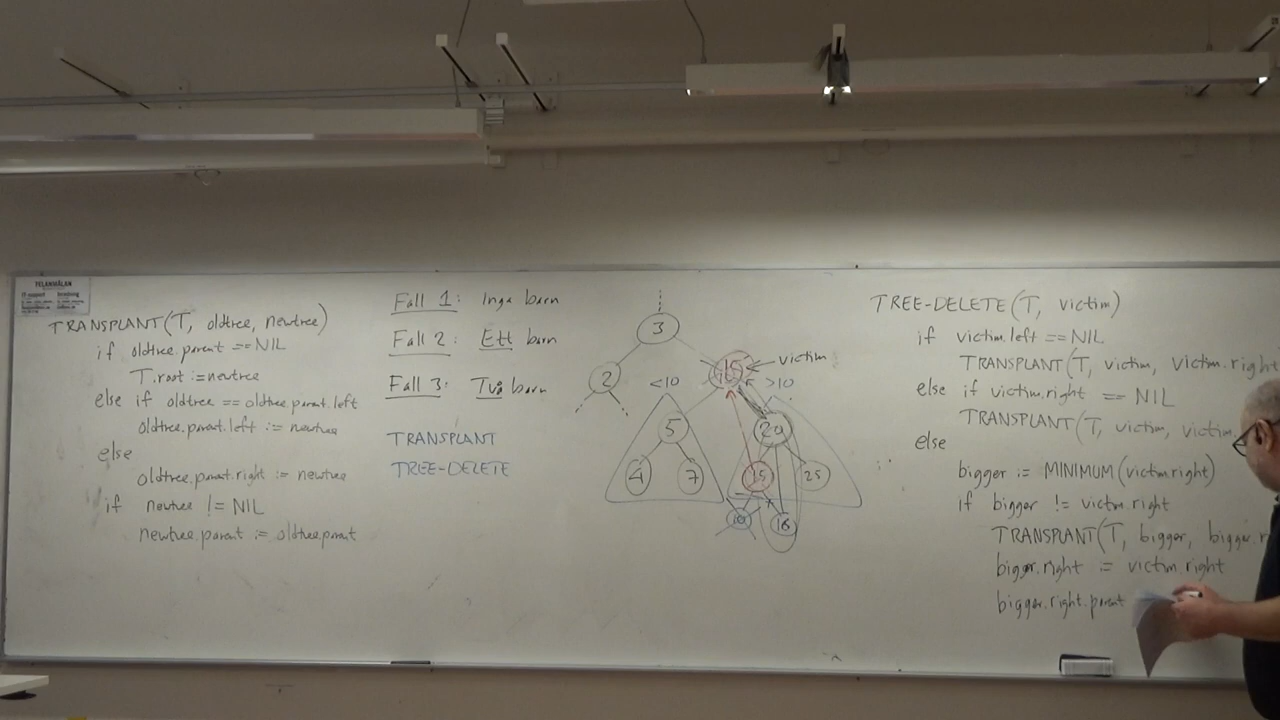 FELANMÄLAN
TRANSPLANT(T, oldtree, newtree)
if oldtree.parent == NIL
T.root := newtree
else if oldtree == oldtree.parent.left
oldtree.parent.left := newtree
else
oldtree.parent.right := newtree
if newtree != NIL
newtree.parent := oldtree.parent
Fall 1: Inga barn
Fall 2: Ett barn
Fall 3: Två barn
TRANSPLANT
TREE-DELETE
3
2
victim
<10
>10
5
20
4
7
15
25
16
TREE-DELETE(T, victim)
if victim.left == NIL
TRANSPLANT(T, victim, victim.right
else if victim.right == NIL
TRANSPLANT(T, victim, victim.
else
bigger := MINIMUM(victim.right)
if bigger != victim.right
TRANSPLANT(T, bigger, bigger.r
bigger.right := victim.right
bigger.right.parent